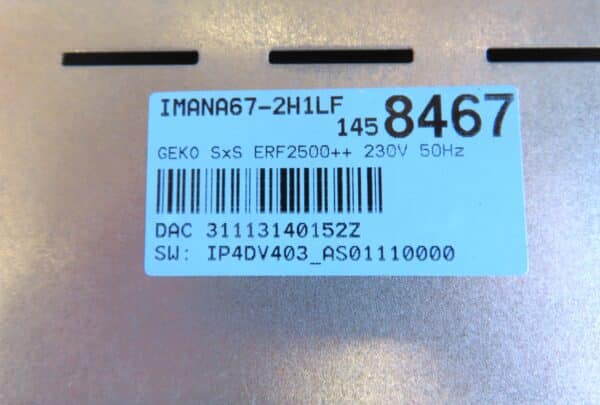 IMANA67-2H1LF
145 8467
GEKO SxS ERF2500++ 230V 50Hz
DAC 31113140152Z
SW: IP4DV403_AS01110000